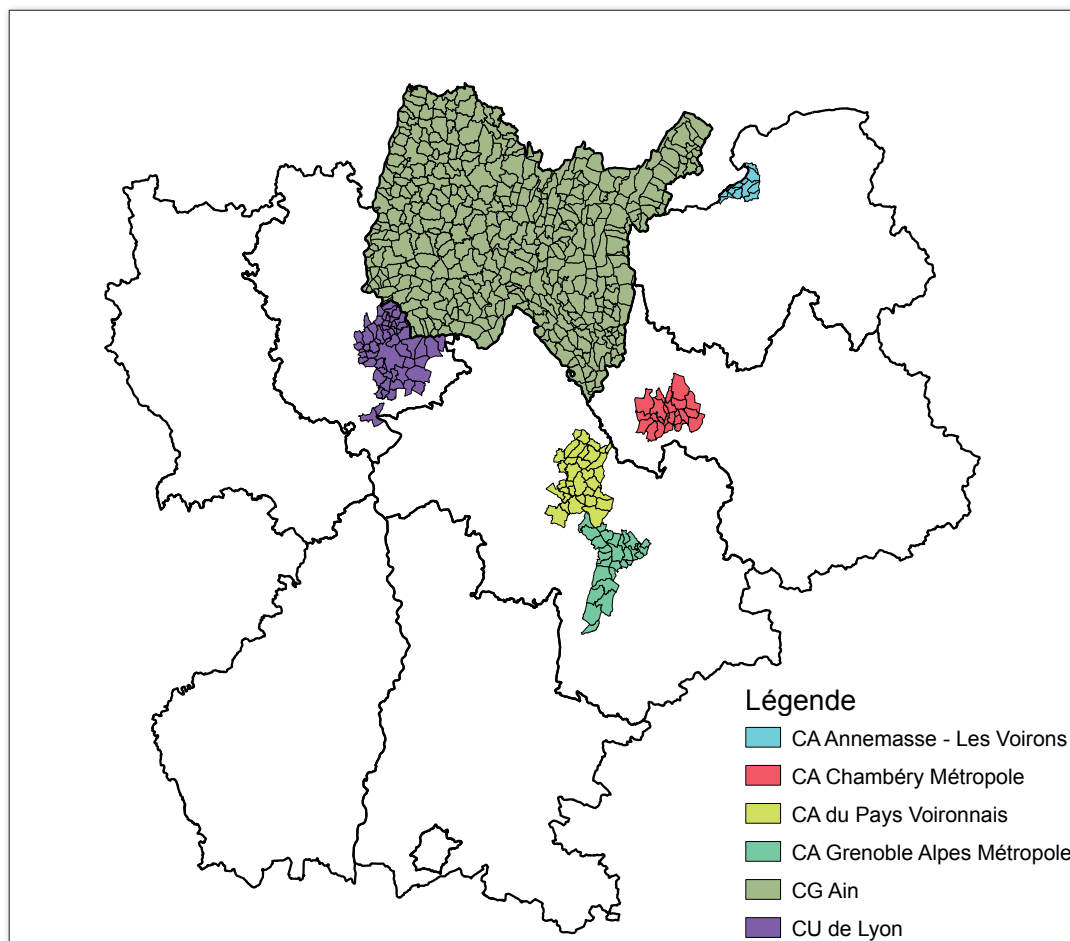 Légende
CA Annemasse - Les Voirons
CA Chambéry Métropole
CA du Pays Voironnais
CA Grenoble Alpes Métropole
CG Ain
CU de Lyon